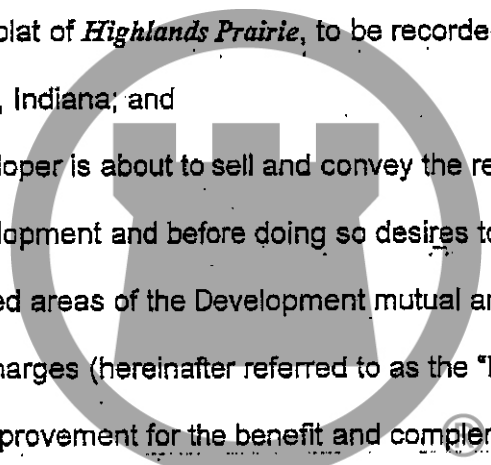 plat of Highlands Prairie, to be recorde
, Indiana; and
loper is about to sell and convey the re
lopment and before doing so desires to
ed areas of the Development mutual ar
harges (hereinafter referred to as the "
provement for the benefit and complem
®